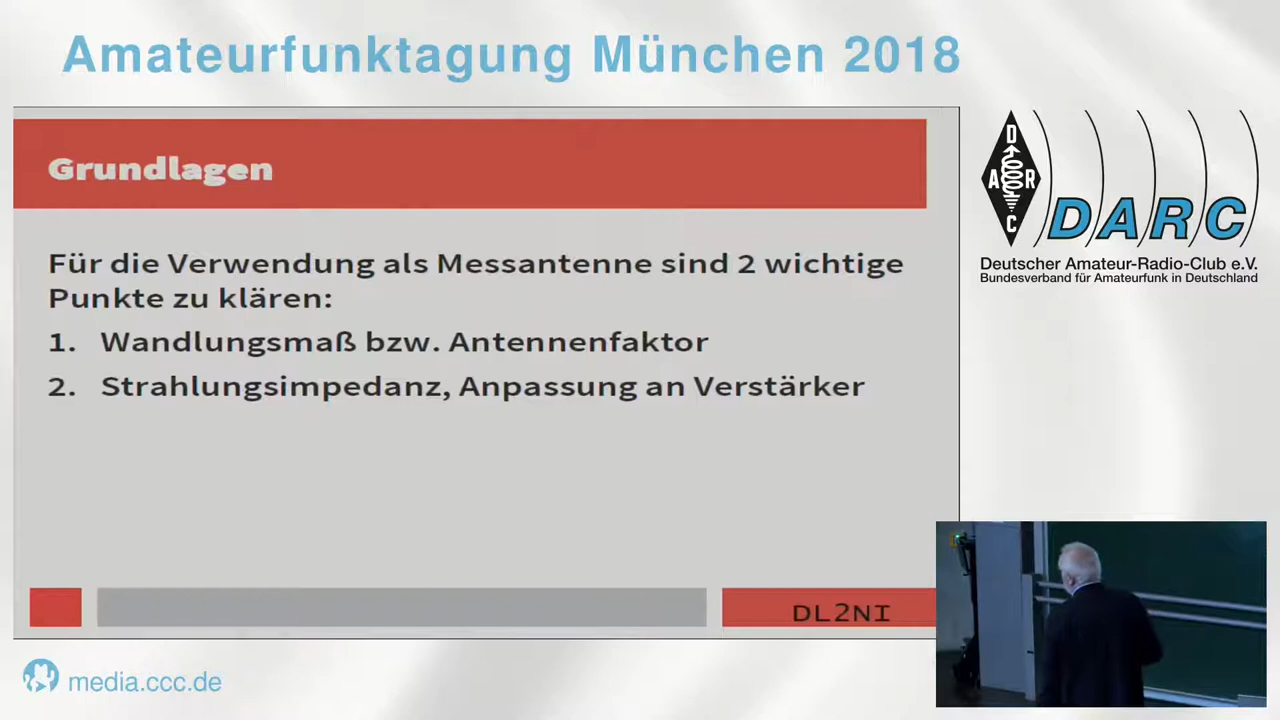 Amateurfunktagung München 2018
Grundlagen
Für die Verwendung als Messantenne sind 2 wichtige
Punkte zu klären:
1. Wandlungsmaß bzw. Antennenfaktor
2. Strahlungsimpedanz, Anpassung an Verstärker
DL2NI
D
A R
C
DARC
Deutscher Amateur-Radio-Club e.V.
Bundesverband für Amateurfunk in Deutschland
media.ccc.de